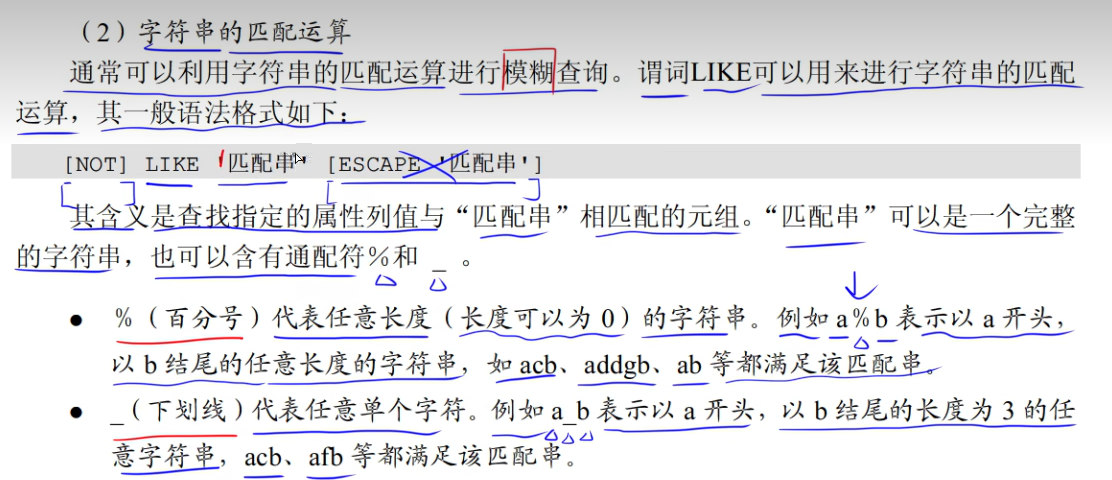 （2）字符串的匹配运算
通常可以利用字符串的匹配运算进行模糊查询。谓词LIKE可以用来进行字符串的匹配
运算，其一般语法格式如下：
[NOT] LIKE '匹配串' [ESCAPE '匹配串']
其含义是查找指定的属性列值与“匹配串”相匹配的元组。“匹配串”可以是一个完整
的字符串，也可以含有通配符%和 _ 。
● %（百分号）代表任意长度（长度可以为 0）的字符串。例如 a%b 表示以 a 开头，
以 b 结尾的任意长度的字符串，如 acb、addgb、ab 等都满足该匹配串。
● _（下划线）代表任意单个字符。例如 a_b 表示以 a 开头，以 b 结尾的长度为 3 的任
意字符串，acb、afb 等都满足该匹配串。